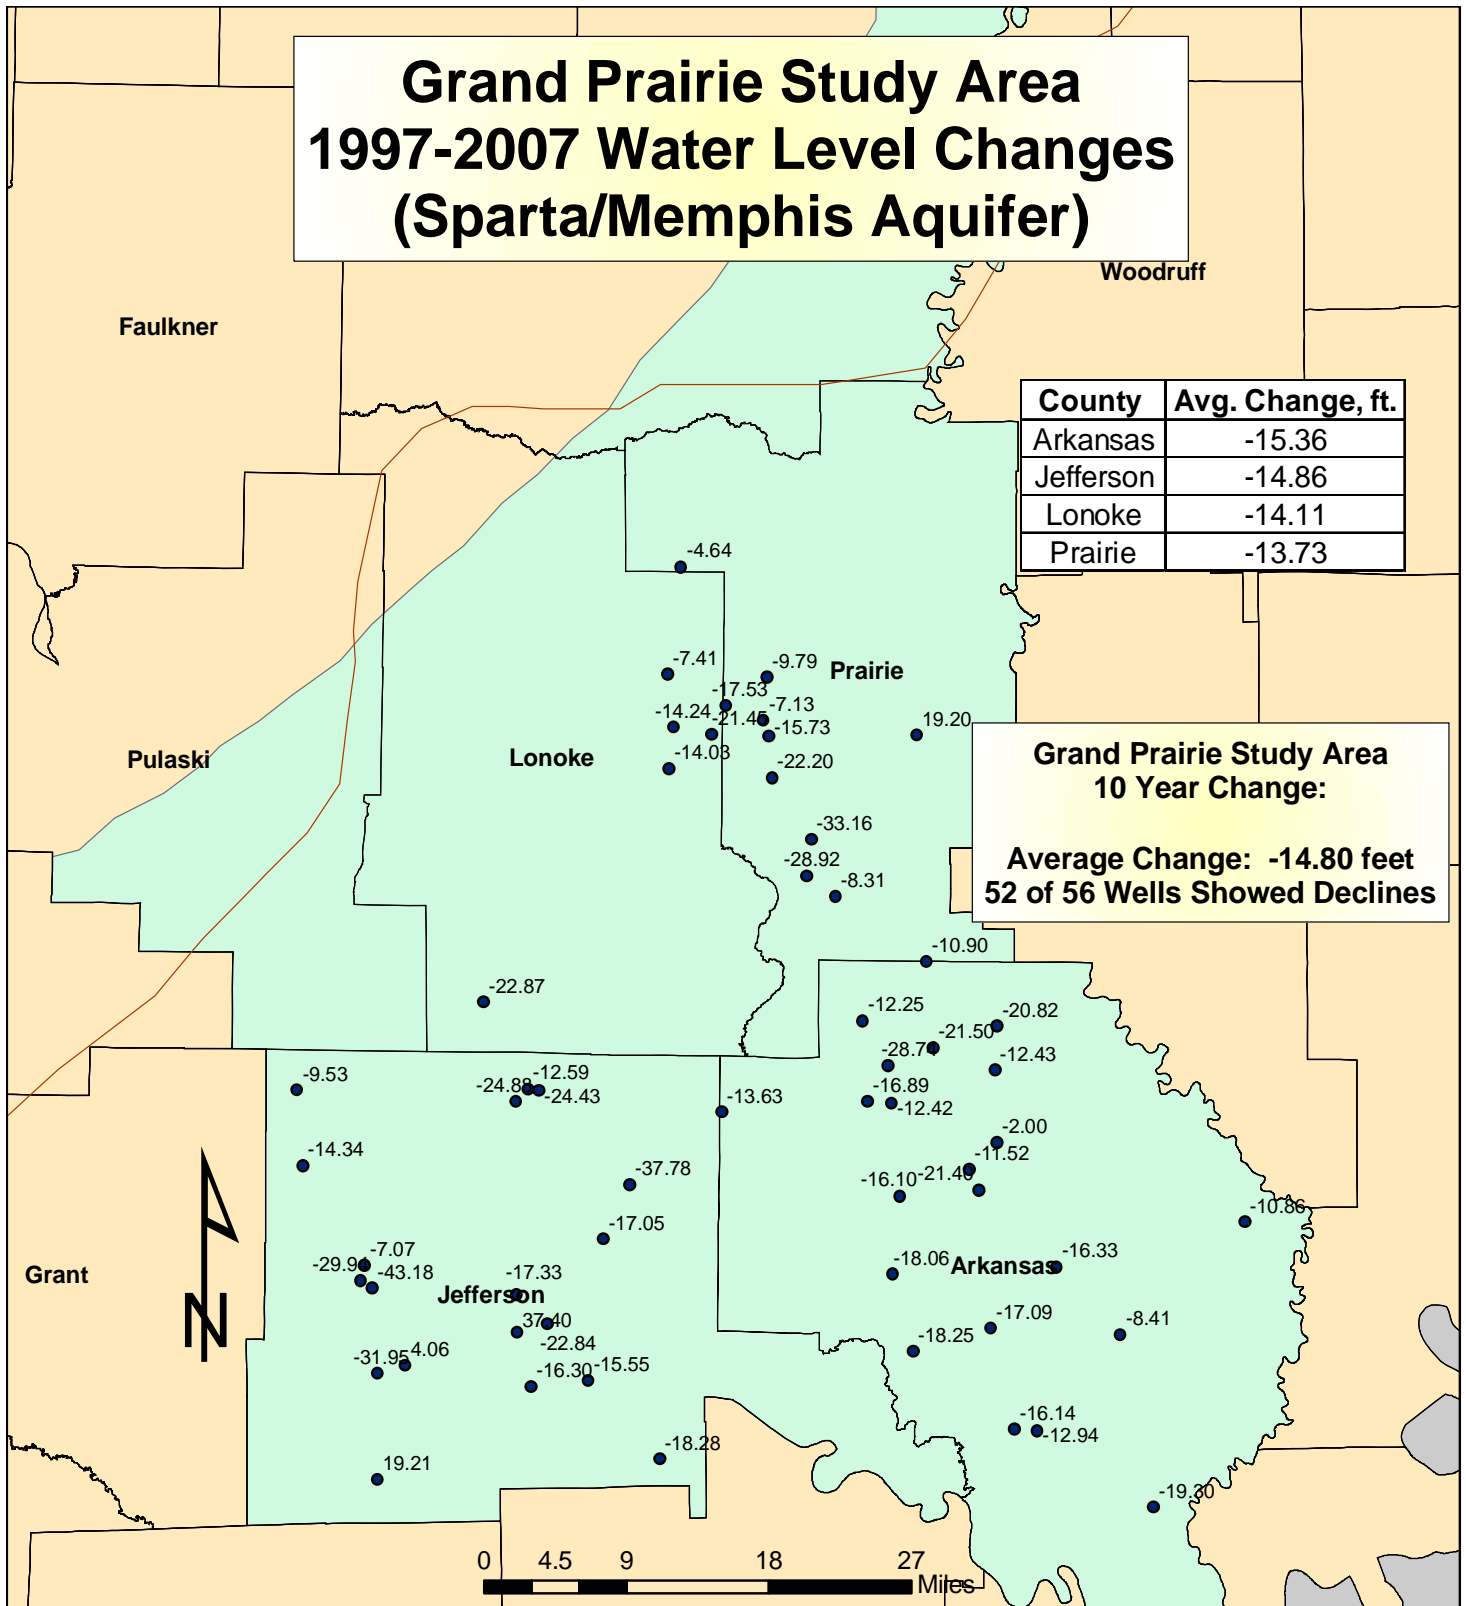 Grand Prairie Study Area
1997-2007 Water Level Changes
(Sparta/Memphis Aquifer)
Woodruff
Faulkner
County Avg. Change, ft.
Arkansas -15.36
Jefferson -14.86
Lonoke -14.11
Prairie -13.73
-4.64
-7.41
-9.79
Prairie
-17.53
-7.13
-14.24
-21.45
-15.73
19.20
Pulaski
Lonoke
-14.03
-22.20
Grand Prairie Study Area
10 Year Change:
Average Change: -14.80 feet
52 of 56 Wells Showed Declines
-33.16
-28.92
-8.31
-10.90
-22.87
-12.25
-20.82
-21.50
-28.74
-12.43
-9.53
-24.88
-12.59
-24.43
-16.89
-12.42
-13.63
-2.00
-14.34
-11.52
-37.78
-16.10
-21.46
-10.86
-17.05
-7.07
-29.94
-43.18
-18.06
Arkansas
-16.33
Grant
-17.33
Jefferson
37.40
-22.84
-17.09
-8.41
-18.25
-31.95
4.06
-16.30
-15.55
-16.14
-12.94
-18.28
19.21
-19.30
N
0 4.5 9 18 27
Miles